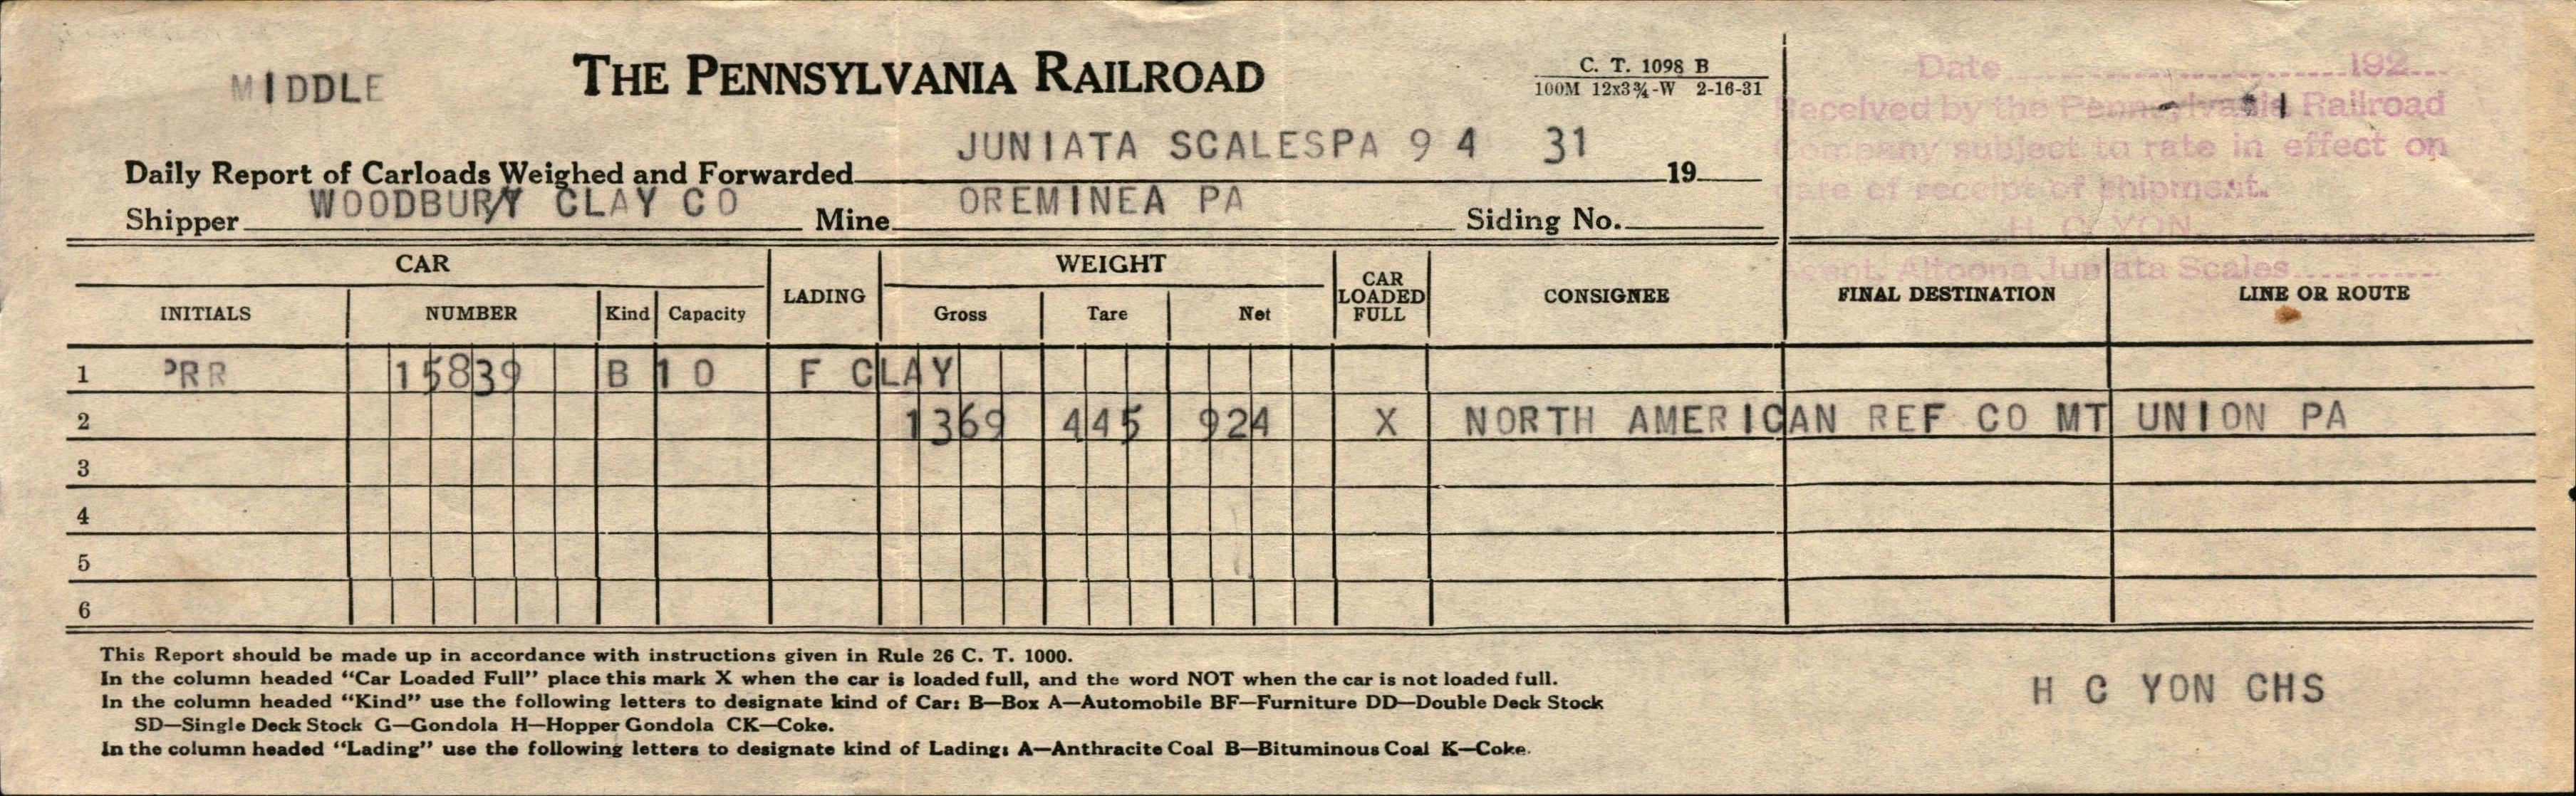 MIDDLE
THE PENNSYLVANIA RAILROAD
C. T. 1098 B
100M 12x3¾-W 2-16-31
Date 192
Received by the Pennsylvania Railroad
Company subject to rate in effect on
date of receipt of shipment.
H. C. YON
Agent, Altoona Juniata Scales
Daily Report of Carloads Weighed and Forwarded JUNIATA SCALESPA 9 4 31 19
Shipper WOODBURY CLAY CO Mine OREMINEA PA Siding No.
CAR LADING WEIGHT CAR LOADED FULL CONSIGNEE FINAL DESTINATION LINE OR ROUTE
INITIALS NUMBER Kind Capacity Gross Tare Net
1 PRR 15839 B 10 F CLAY
2 1369 445 924 X NORTH AMERICAN REF CO MT UNION PA
3
4
5
6
This Report should be made up in accordance with instructions given in Rule 26 C. T. 1000.
In the column headed “Car Loaded Full” place this mark X when the car is loaded full, and the word NOT when the car is not loaded full.
In the column headed “Kind” use the following letters to designate kind of Car: B—Box A—Automobile BF—Furniture DD—Double Deck Stock
SD—Single Deck Stock G—Gondola H—Hopper Gondola CK—Coke.
In the column headed “Lading” use the following letters to designate kind of Lading: A—Anthracite Coal B—Bituminous Coal K—Coke.
H C YON CHS